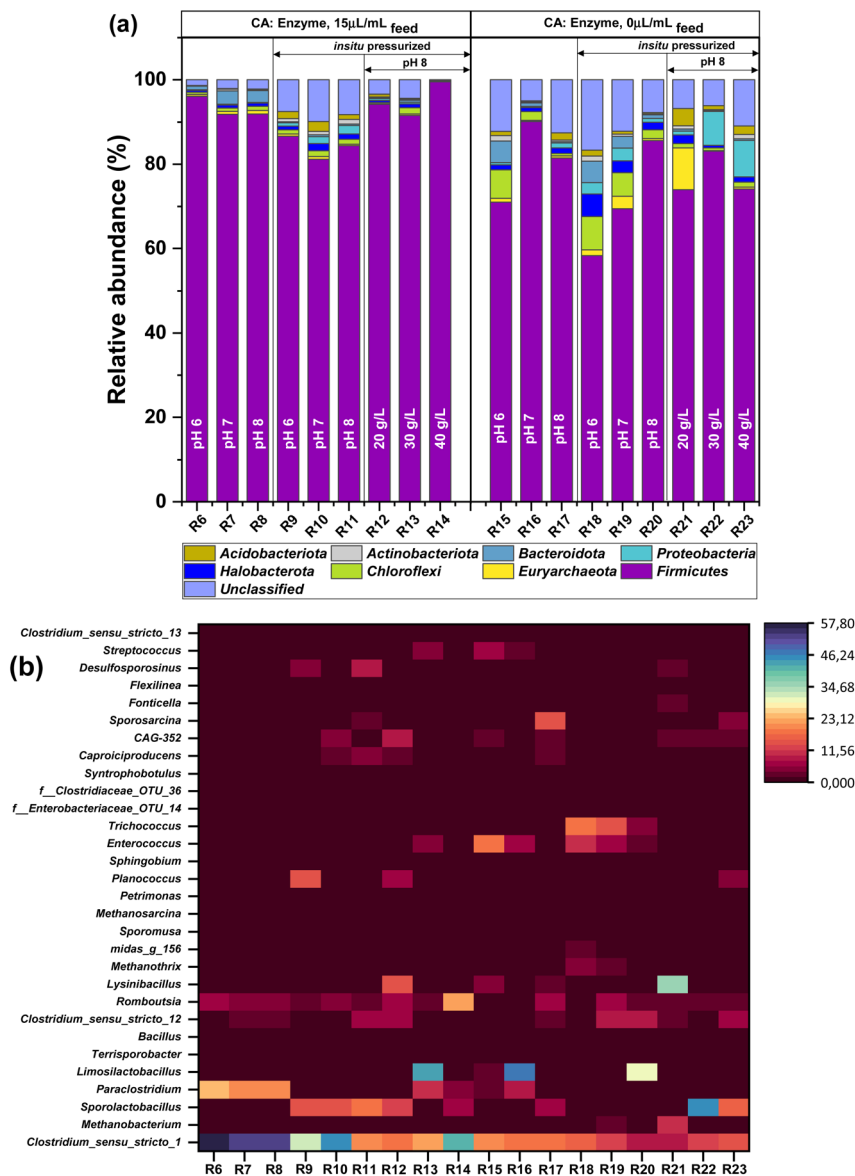 (a)
CA: Enzyme, 15µL/mL feed
CA: Enzyme, 0µL/mL feed
insitu pressurized
insitu pressurized
pH 8
pH 8
Relative abundance (%)
100
80
60
40
20
0
pH 6
pH 7
pH 8
pH 6
pH 7
pH 8
20 g/L
30 g/L
40 g/L
pH 6
pH 7
pH 8
pH 6
pH 7
pH 8
20 g/L
30 g/L
40 g/L
R6 R7 R8 R9 R10 R11 R12 R13 R14 R15 R16 R17 R18 R19 R20 R21 R22 R23
Acidobacteriota Actinobacteriota Bacteroidota Proteobacteria
Halobacterota Chloroflexi Euryarchaeota Firmicutes
Unclassified
(b)
Clostridium_sensu_stricto_13
Streptococcus
Desulfosporosinus
Flexilinea
Fonticella
Sporosarcina
CAG-352
Caproiciproducens
Syntrophobotulus
f__Clostridiaceae_OTU_36
f__Enterobacteriaceae_OTU_14
Trichococcus
Enterococcus
Sphingobium
Planococcus
Petrimonas
Methanosarcina
Sporomusa
midas_g_156
Methanothrix
Lysinibacillus
Romboutsia
Clostridium_sensu_stricto_12
Bacillus
Terrisporobacter
Limosilactobacillus
Paraclostridium
Sporolactobacillus
Methanobacterium
Clostridium_sensu_stricto_1
R6 R7 R8 R9 R10 R11 R12 R13 R14 R15 R16 R17 R18 R19 R20 R21 R22 R23
57,80
46,24
34,68
23,12
11,56
0,000